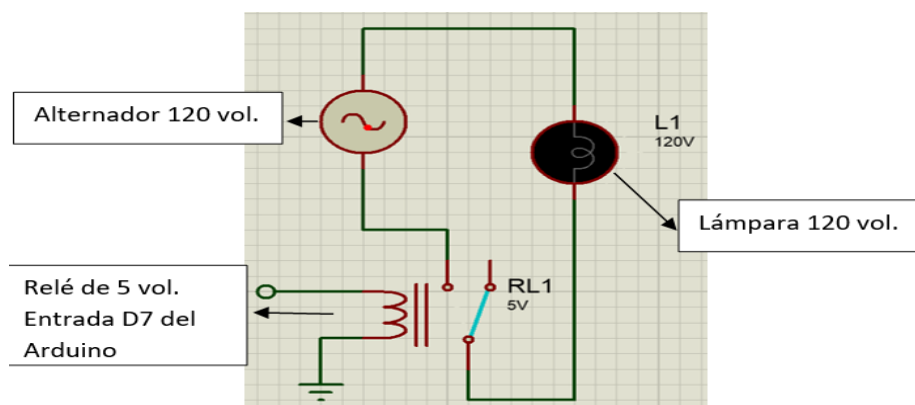 Alternador 120 vol.
L1
120V
Lámpara 120 vol.
Relé de 5 vol.
Entrada D7 del
Arduino
RL1
5V